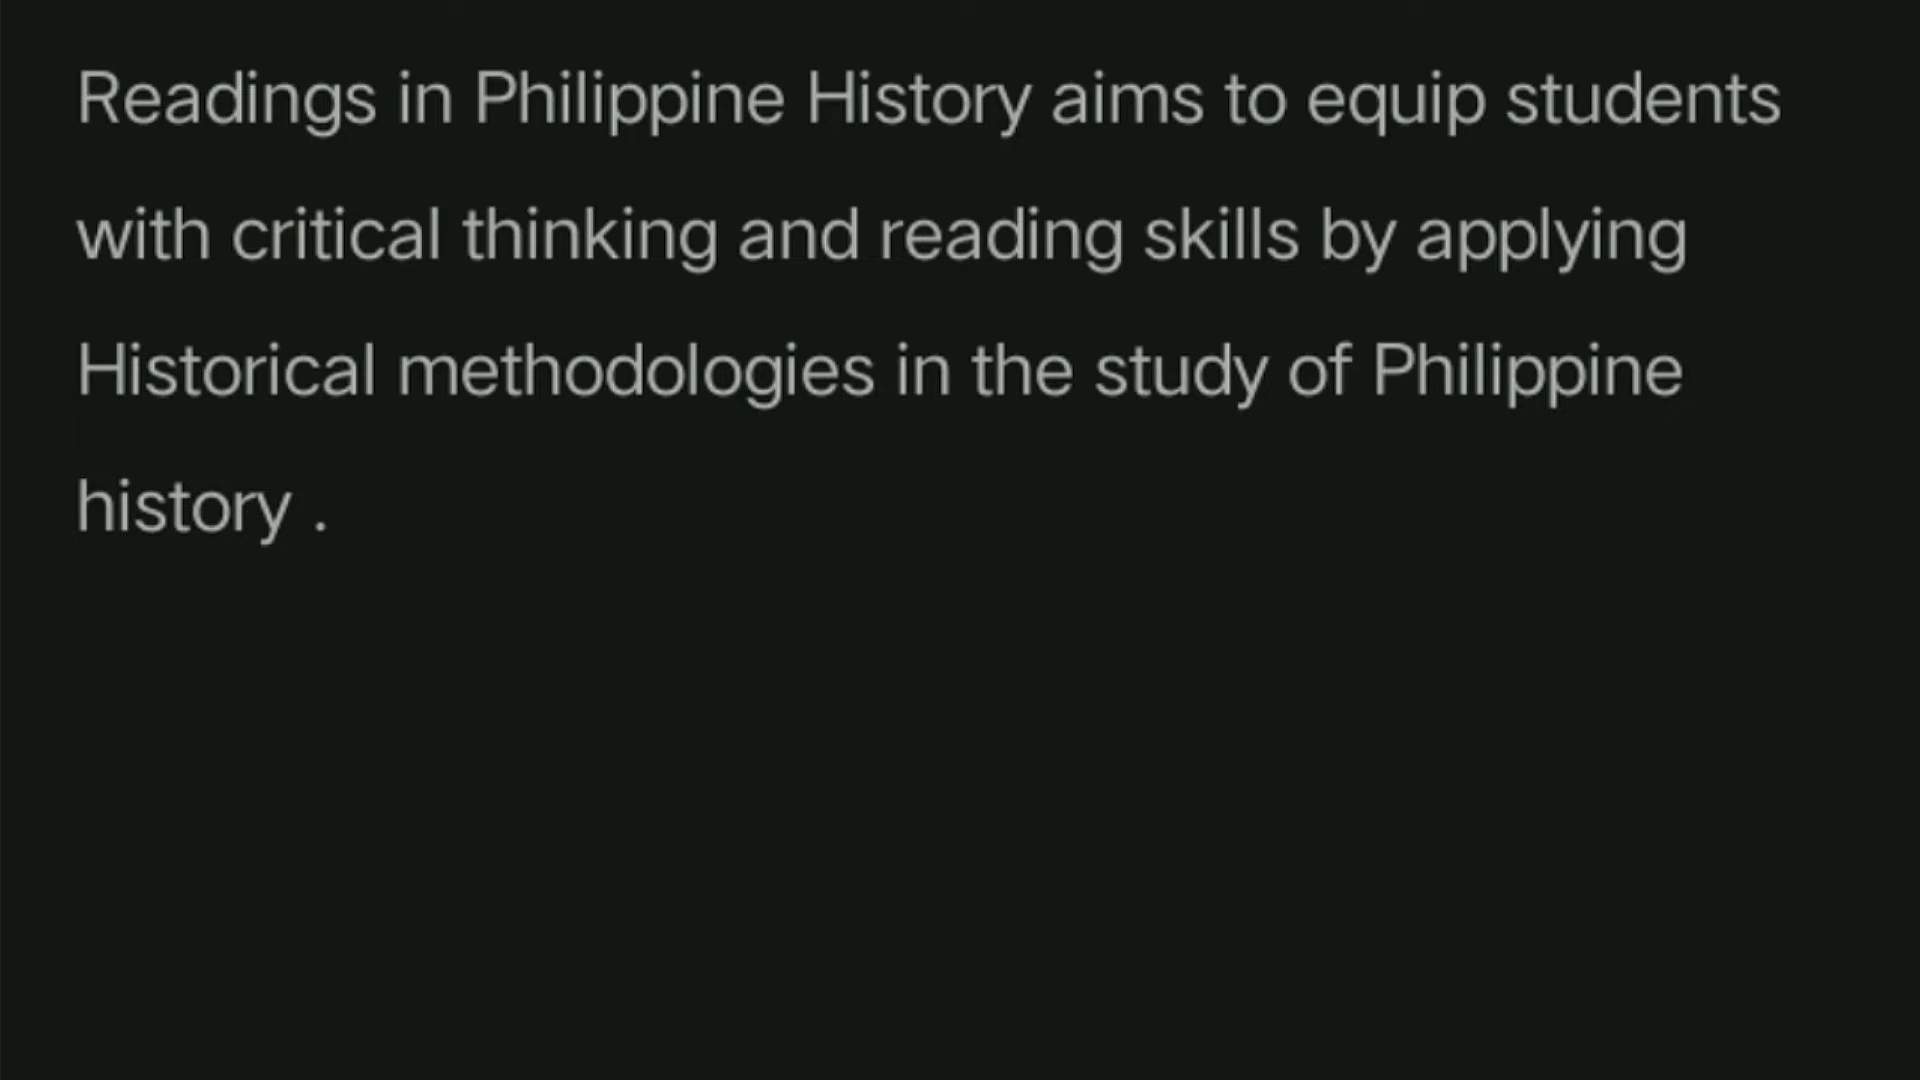 Readings in Philippine History aims to equip students
with critical thinking and reading skills by applying
Historical methodologies in the study of Philippine
history .